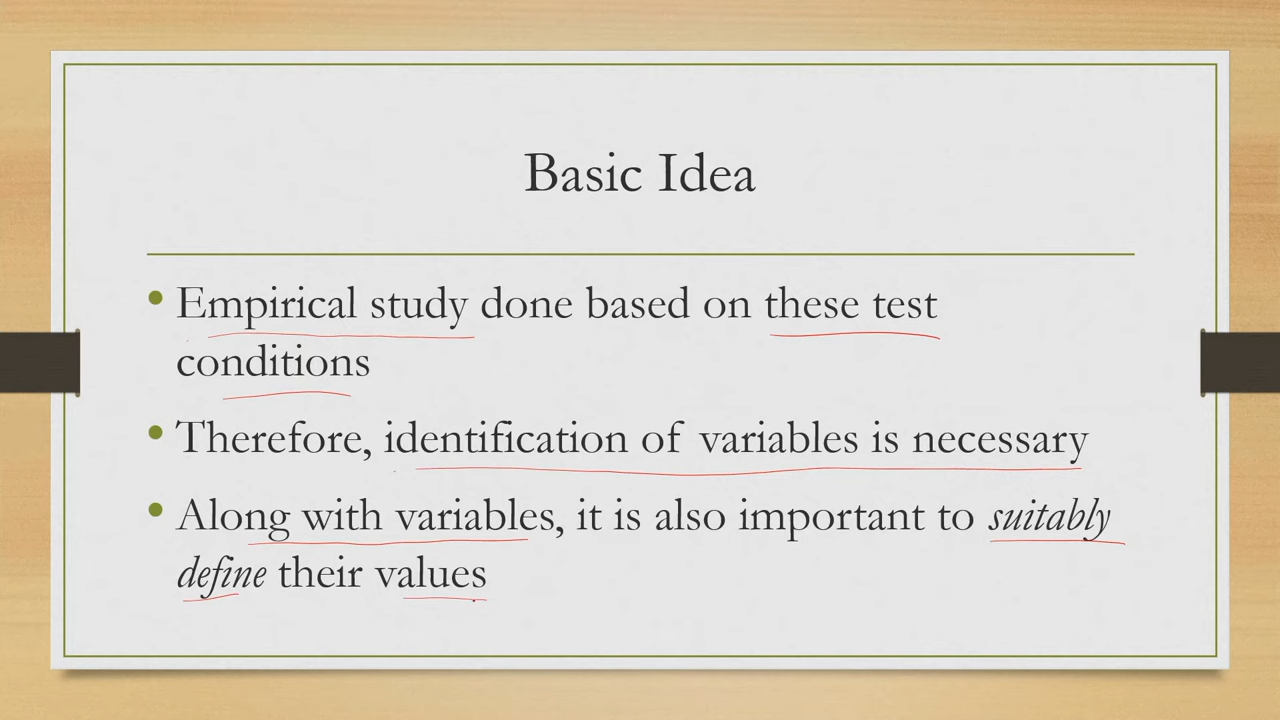 Basic Idea
• Empirical study done based on these test
conditions
• Therefore, identification of variables is necessary
• Along with variables, it is also important to suitably
define their values